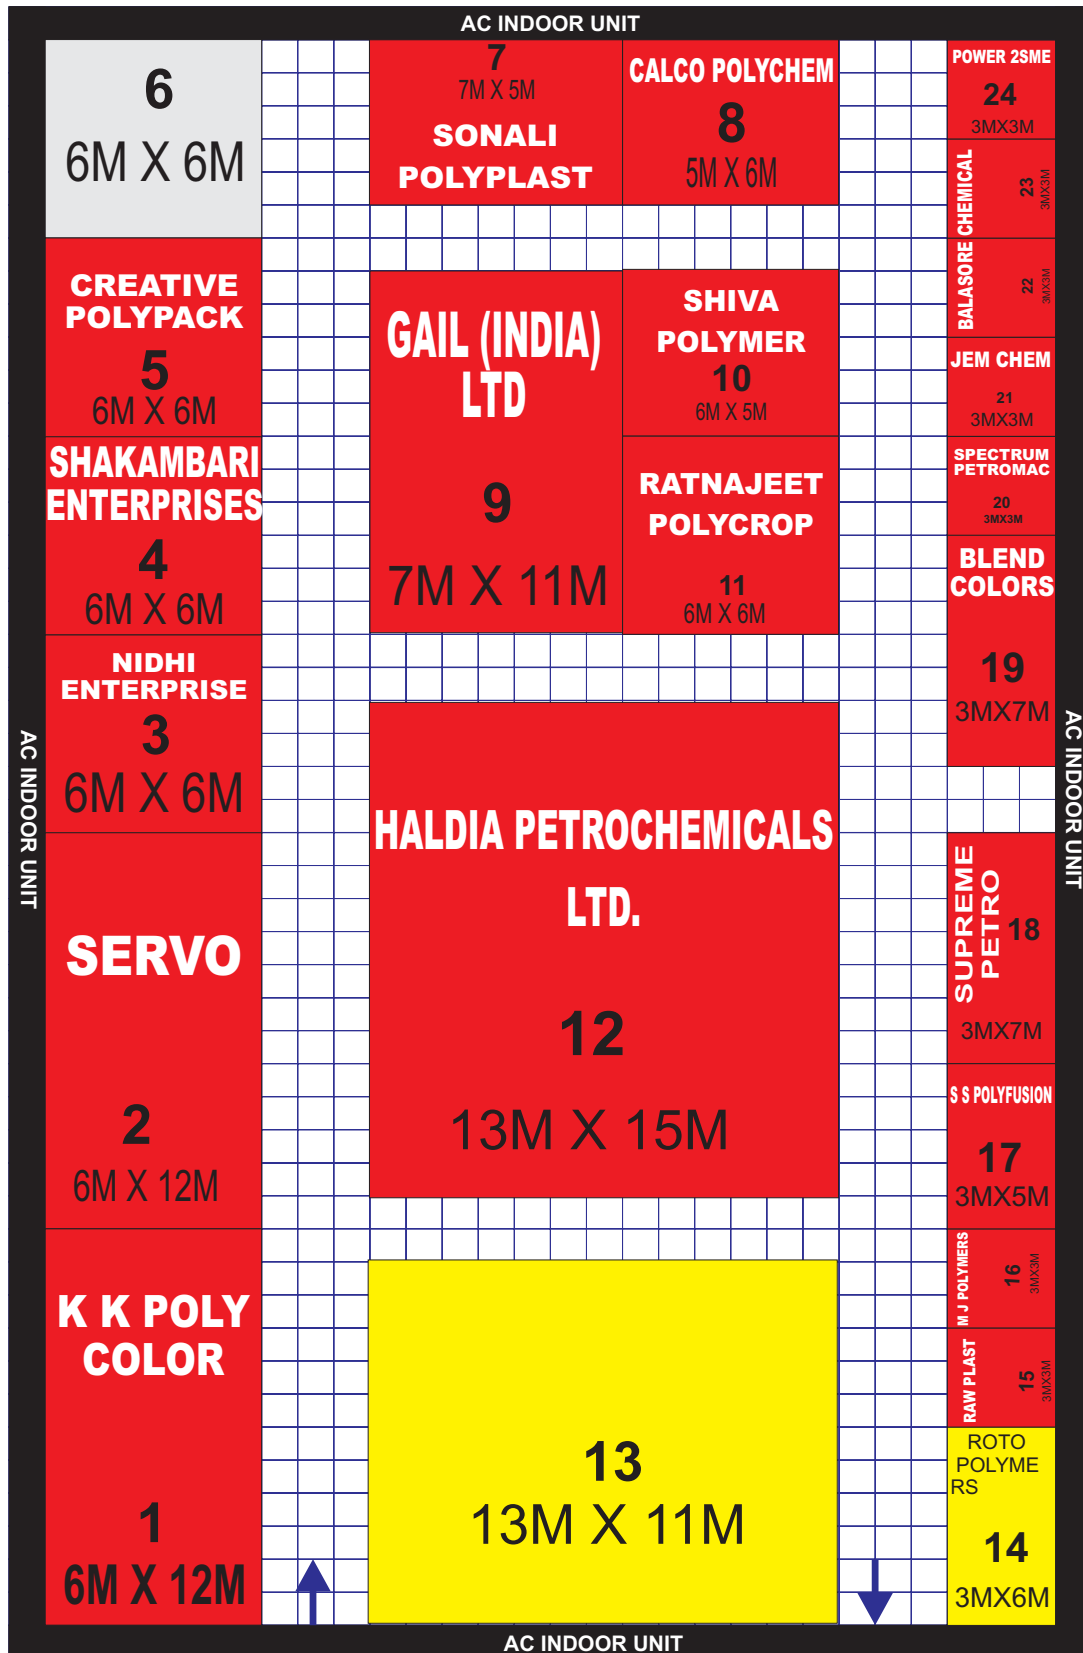 AC INDOOR UNIT
6
6M X 6M
7
7M X 5M
SONALI
POLYPLAST
CALCO POLYCHEM
8
5M X 6M
POWER 2SME
24
3MX3M
BALASORE CHEMICAL
23
3MX3M
22
3MX3M
CREATIVE
POLYPACK
5
6M X 6M
GAIL (INDIA)
LTD
9
7M X 11M
SHIVA
POLYMER
10
6M X 5M
JEM CHEM
21
3MX3M
SHAKAMBARI
ENTERPRISES
4
6M X 6M
RATNAJEET
POLYCROP
11
6M X 6M
SPECTRUM
PETROMAC
20
3MX3M
BLEND
COLORS
19
3MX7M
NIDHI
ENTERPRISE
3
6M X 6M
AC INDOOR UNIT
AC INDOOR UNIT
HALDIA PETROCHEMICALS
LTD.
12
13M X 15M
SERVO
2
6M X 12M
SUPREME
PETRO
18
3MX7M
S S POLYFUSION
17
3MX5M
K K POLY
COLOR
1
6M X 12M
M J POLYMERS
16
3MX3M
RAW PLAST
15
3MX3M
13
13M X 11M
ROTO
POLYME
RS
14
3MX6M
AC INDOOR UNIT